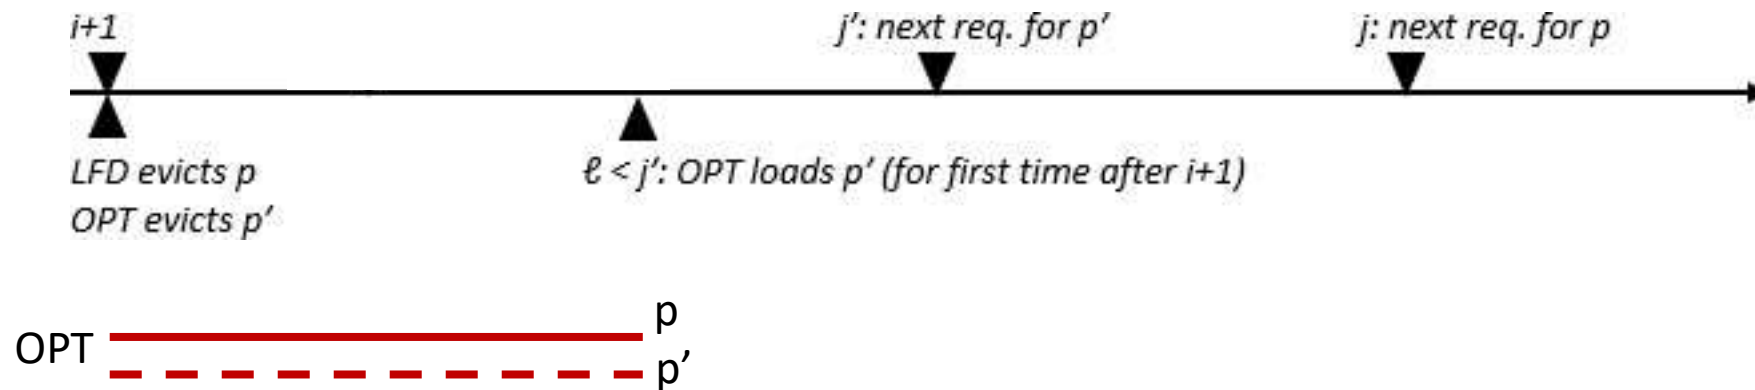 i+1
j′: next req. for p′
j: next req. for p
LFD evicts p
OPT evicts p′
ℓ < j′: OPT loads p′ (for first time after i+1)
OPT
p
p′